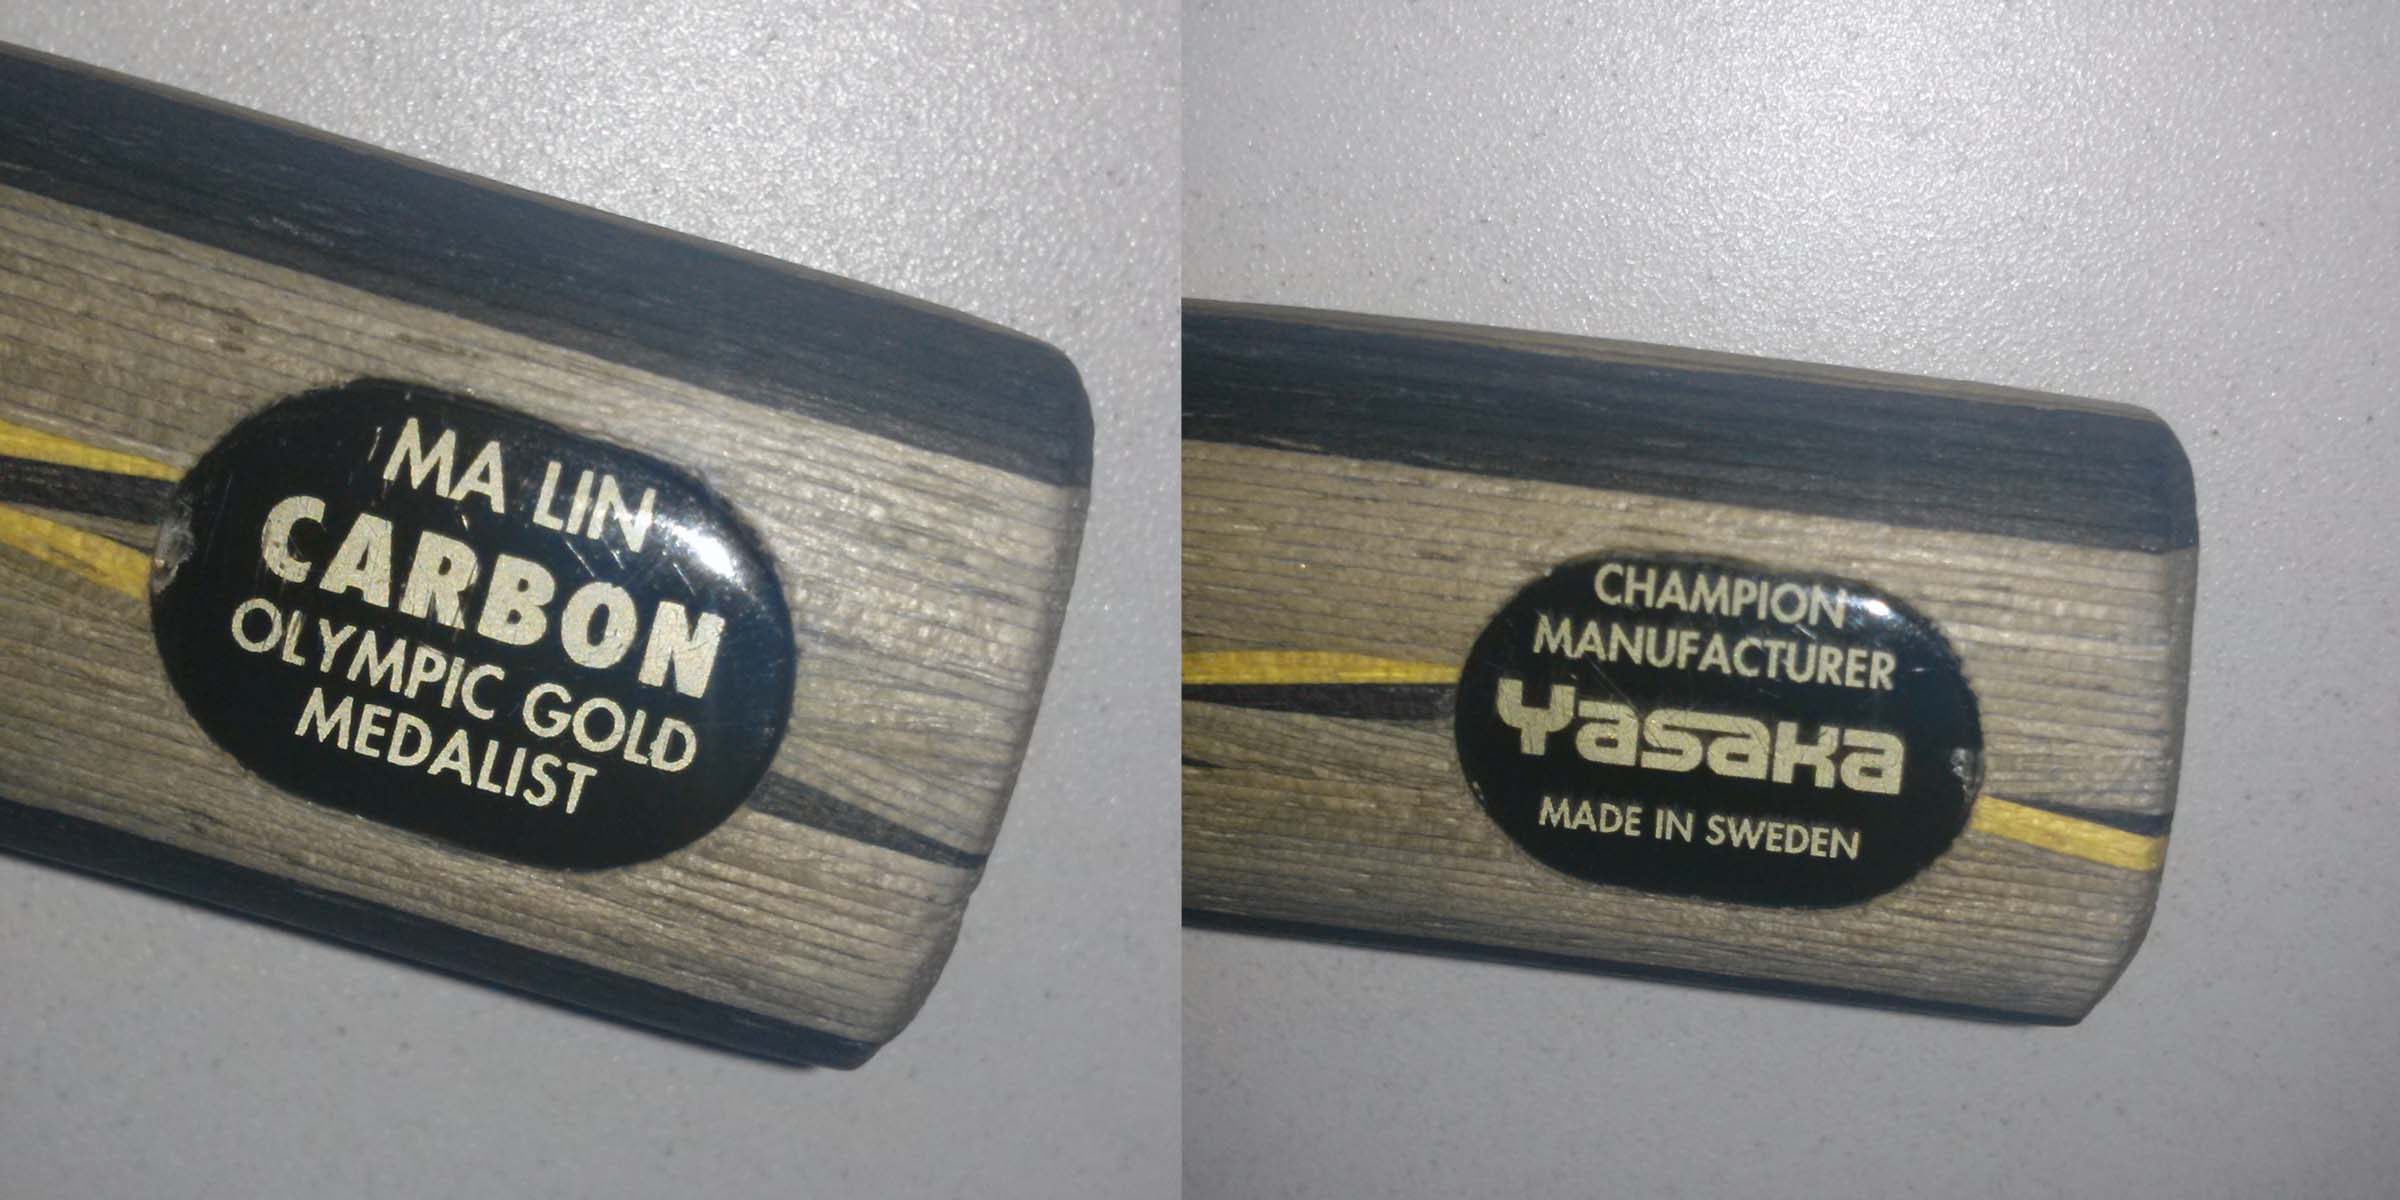 MA LIN
CARBON
OLYMPIC GOLD
MEDALIST
CHAMPION
MANUFACTURER
Yasaka
MADE IN SWEDEN